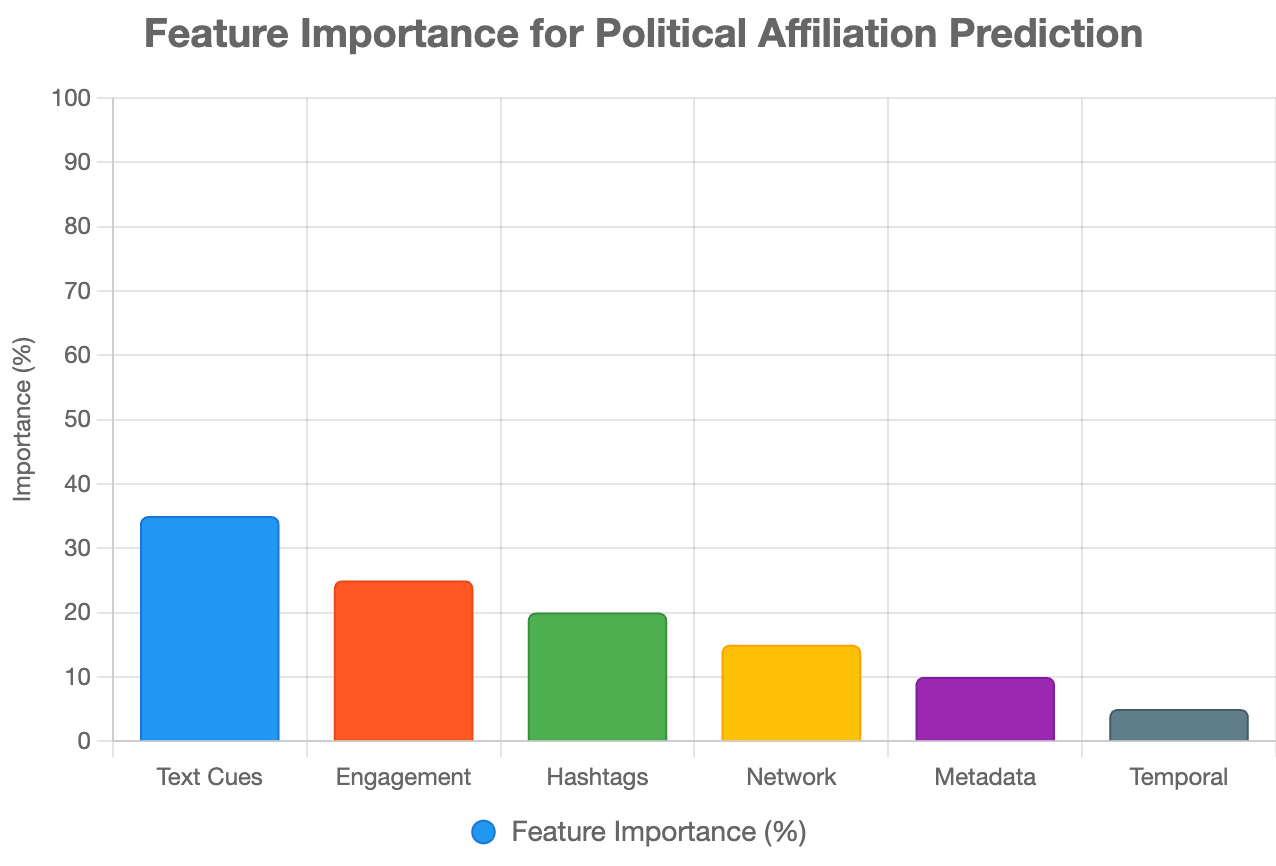 Feature Importance for Political Affiliation Prediction
100
90
80
70
60
50
40
30
20
10
0
Importance (%)
Text Cues
Engagement
Hashtags
Network
Metadata
Temporal
Feature Importance (%)